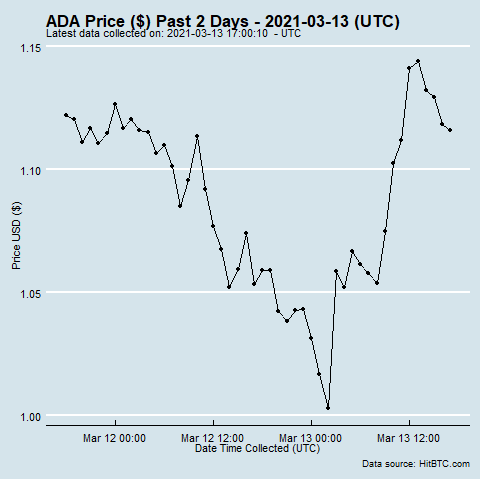 ADA Price ($) Past 2 Days - 2021-03-13 (UTC)
Latest data collected on: 2021-03-13 17:00:10  - UTC
1.15
1.10
1.05
1.00
Price USD ($)
Mar 12 00:00 Mar 12 12:00 Mar 13 00:00 Mar 13 12:00
Date Time Collected (UTC)
Data source: HitBTC.com